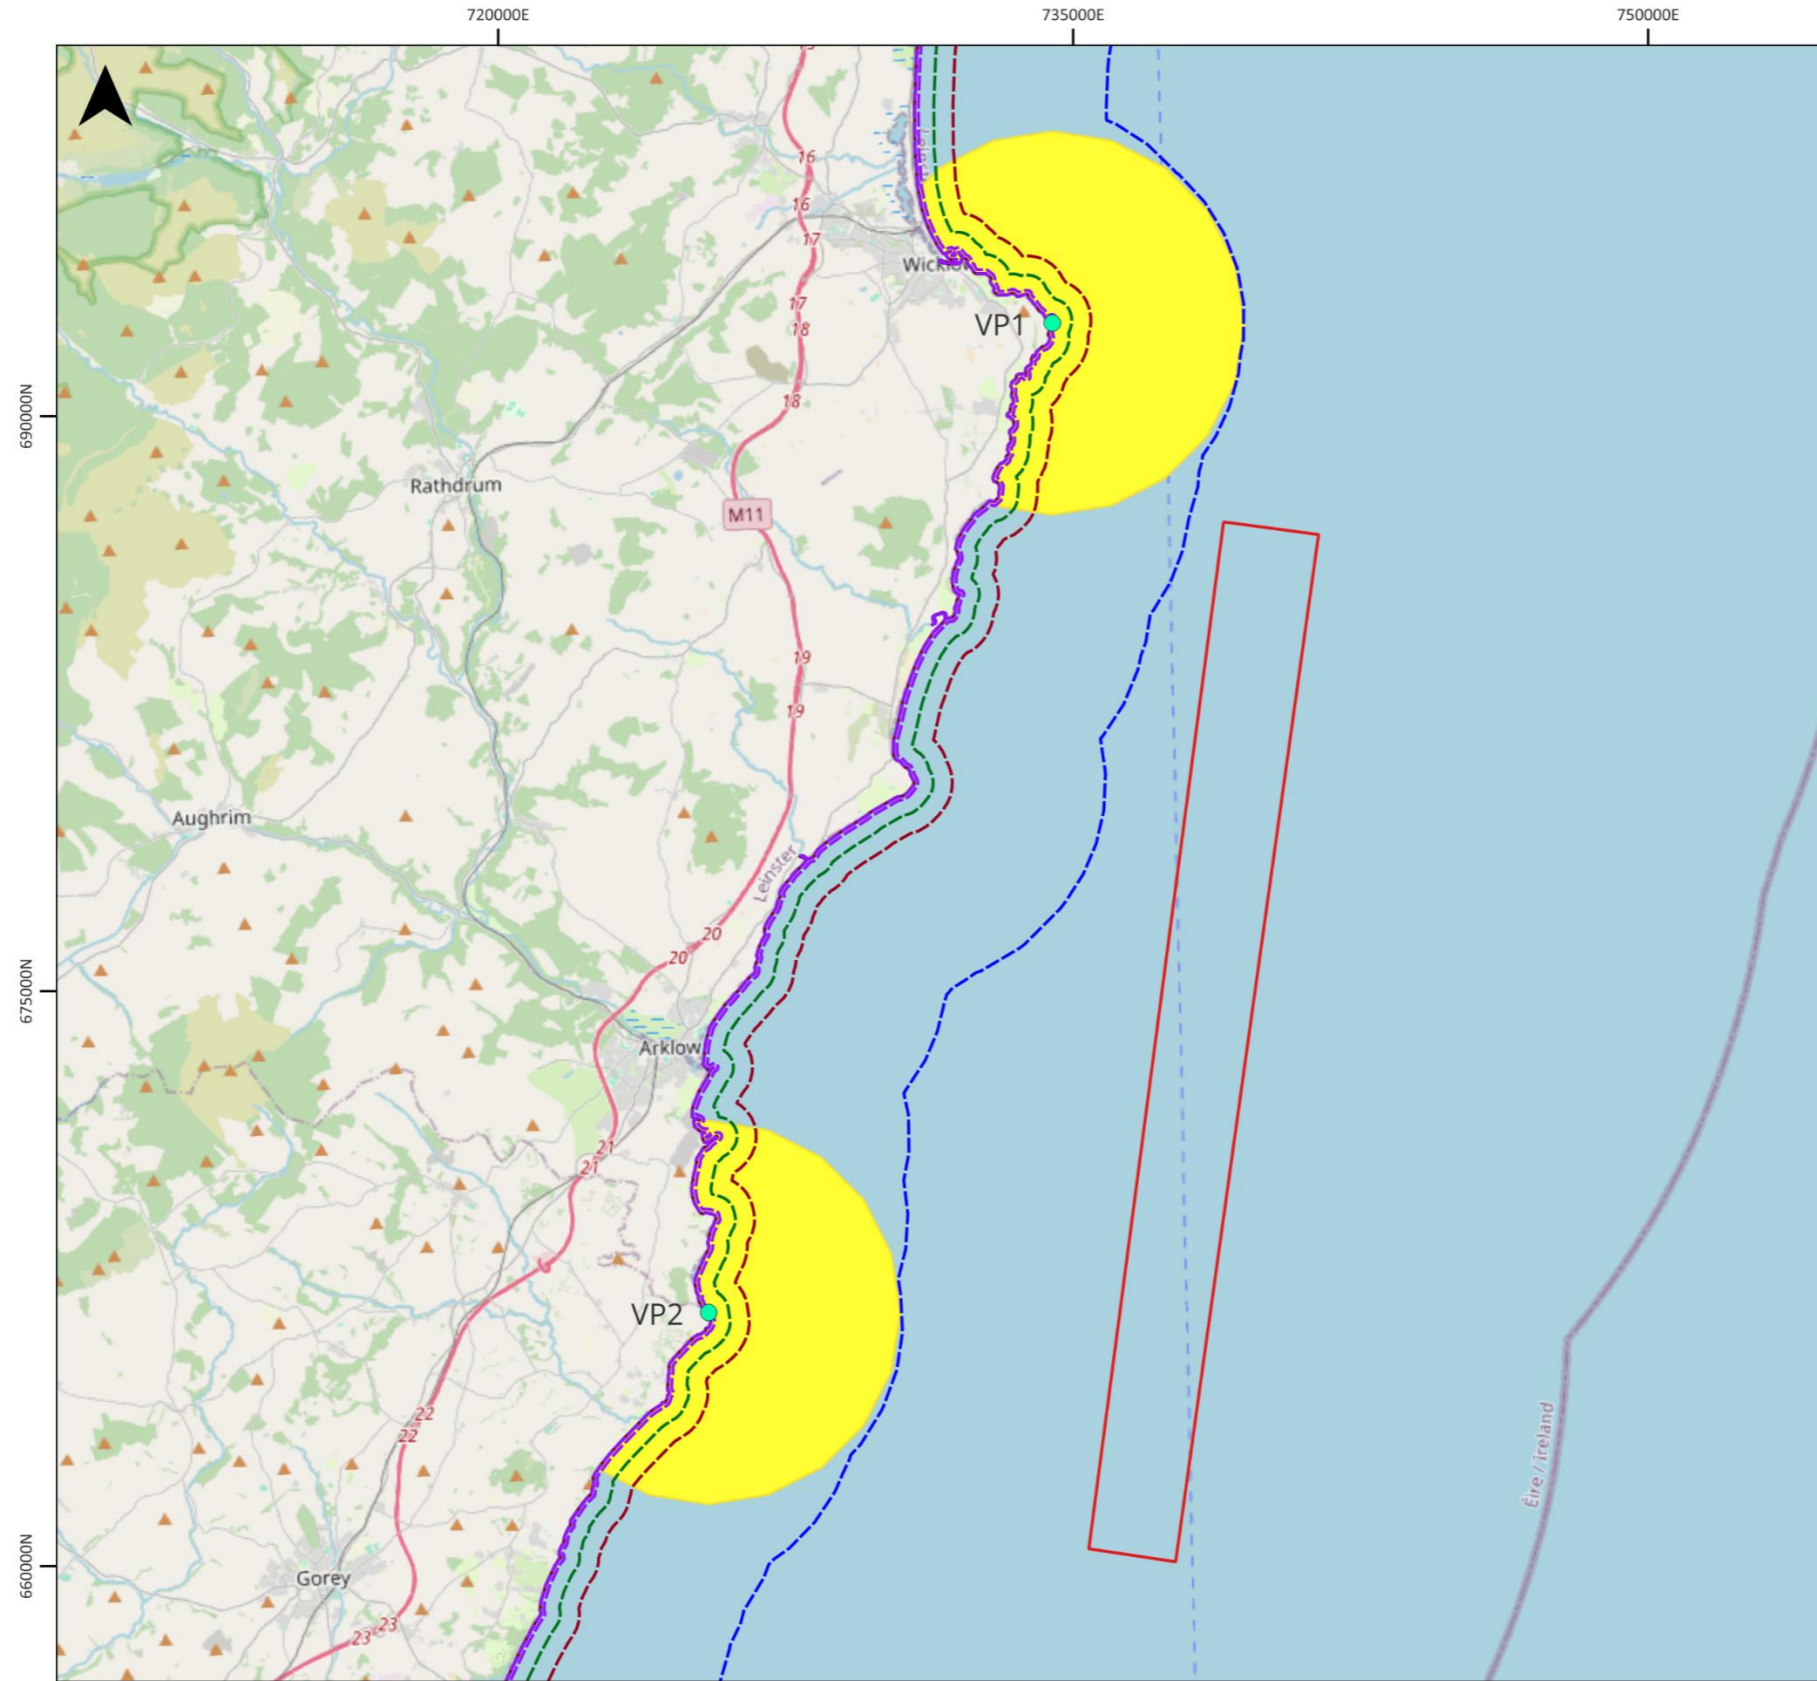 720000E
735000E
750000E
16
16
17
Wicklow
17
18
VP1
690000N
18
Rathdrum
M11
19
19
Aughrim
Leinster
20
20
675000N
Arklow
21
21
VP2
22
22
Éire / Ireland
660000N
Gorey
23
23